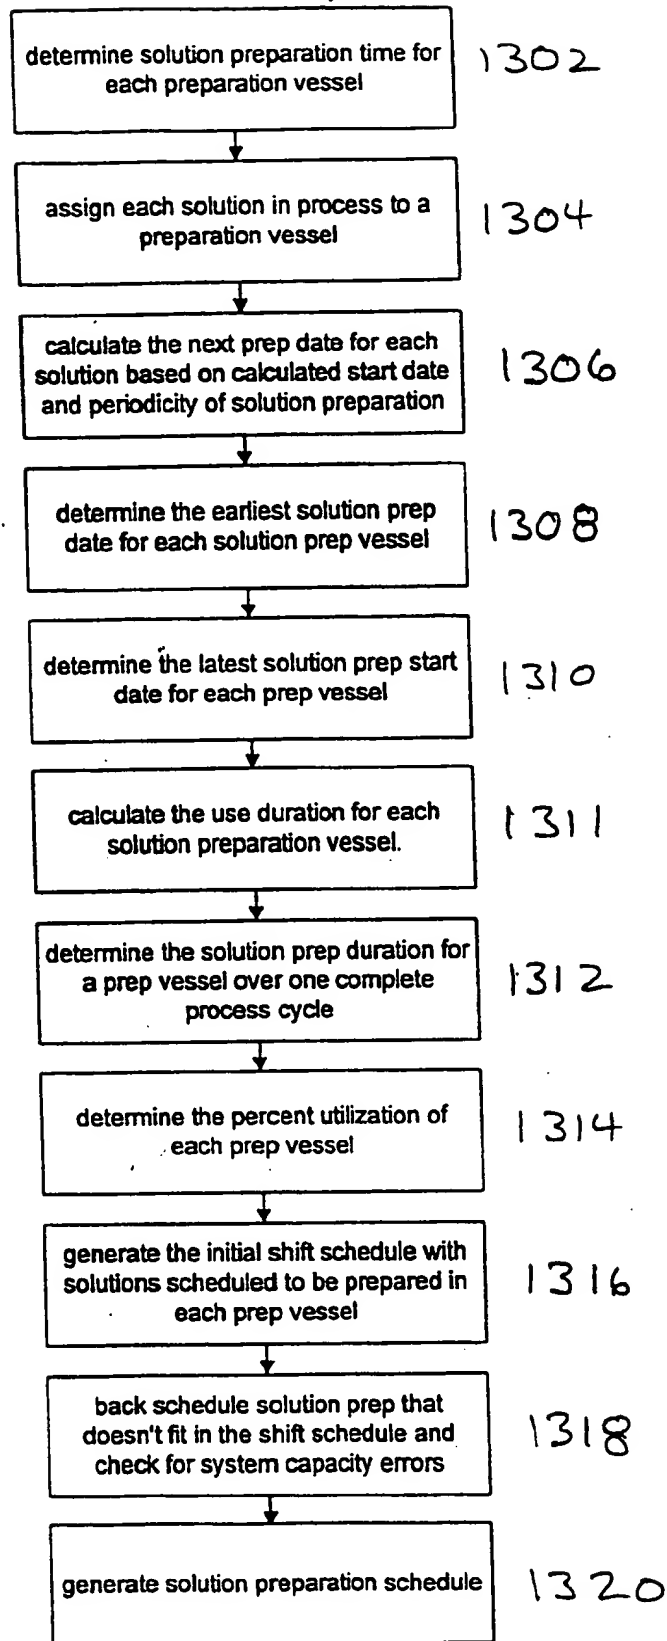 determine solution preparation time for
each preparation vessel
1302
assign each solution in process to a
preparation vessel
1304
calculate the next prep date for each
solution based on calculated start date
and periodicity of solution preparation
1306
determine the earliest solution prep
date for each solution prep vessel
1308
determine the latest solution prep start
date for each prep vessel
1310
calculate the use duration for each
solution preparation vessel.
1311
determine the solution prep duration for
a prep vessel over one complete
process cycle
1312
determine the percent utilization of
each prep vessel
1314
generate the initial shift schedule with
solutions scheduled to be prepared in
each prep vessel
1316
back schedule solution prep that
doesn't fit in the shift schedule and
check for system capacity errors
1318
generate solution preparation schedule
1320